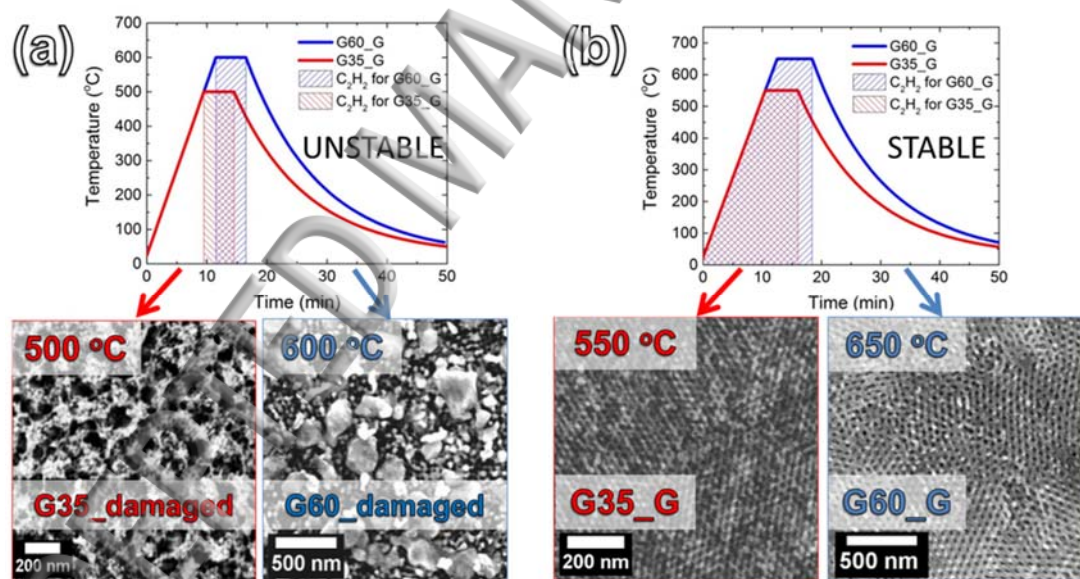 (a)
700
600
500
400
300
200
100
0
Temperature (°C)
0 10 20 30 40 50
Time (min)
G60_G
G35_G
C2H2 for G60_G
C2H2 for G35_G
UNSTABLE
(b)
700
600
500
400
300
200
100
0
Temperature (°C)
0 10 20 30 40 50
Time (min)
G60_G
G35_G
C2H2 for G60_G
C2H2 for G35_G
STABLE
500 °C
G35_damaged
200 nm
600 °C
G60_damaged
500 nm
550 °C
G35_G
200 nm
650 °C
G60_G
500 nm